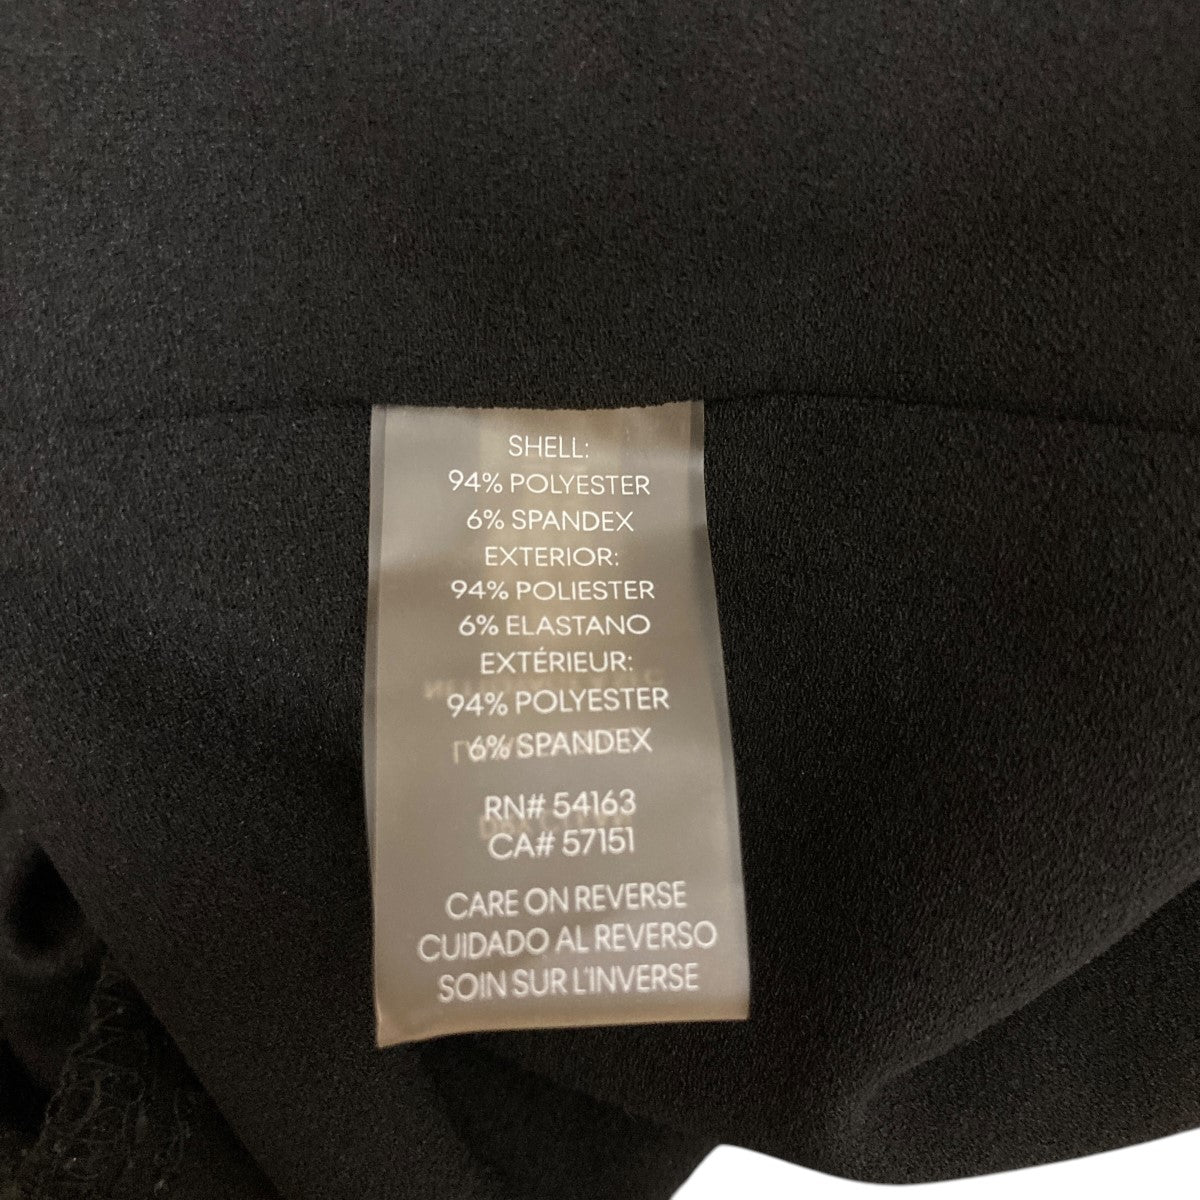 SHELL:
94% POLYESTER
6% SPANDEX
EXTERIOR:
94% POLIESTER
6% ELASTANO
EXTÉRIEUR:
94% POLYESTER
6% SPANDEX
RN# 54163
CA# 57151
CARE ON REVERSE
CUIDADO AL REVERSO
SOIN SUR L'INVERSE